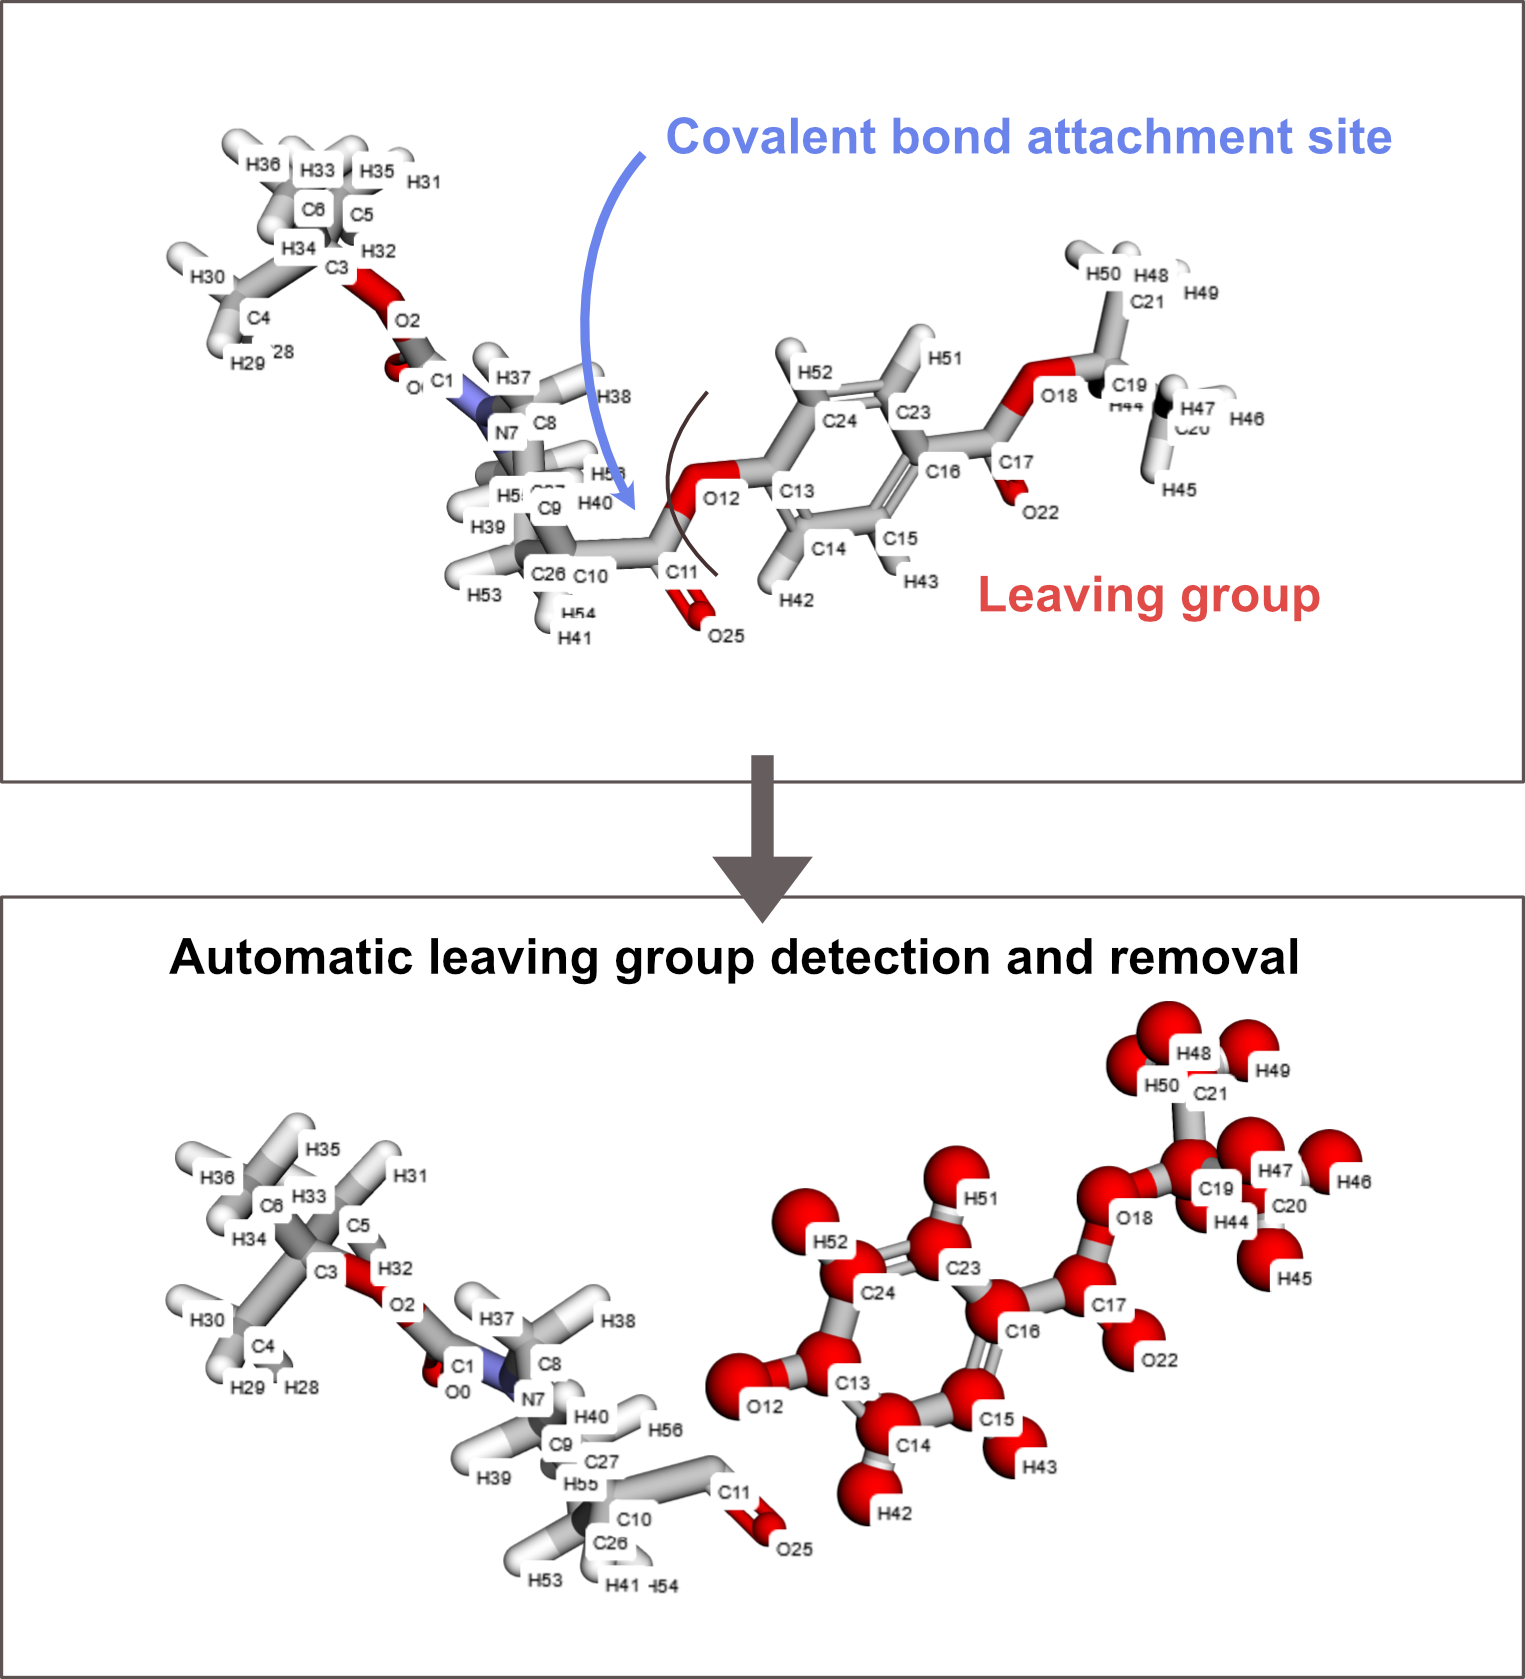 Covalent bond attachment site
H36
H33
H35
H31
C6
C5
H34
H32
C3
H30
C4
H29
O2
C1
H37
H38
C8
N7
H39
H40
C9
C26
C10
H53
H54
H41
C11
O25
O12
C13
C14
C15
H42
H43
H52
H51
C24
C23
C16
C17
O22
O18
C19
H50
H48
H49
C21
H44
H47
H46
C20
H45
Leaving group
Automatic leaving group detection and removal
H48
H50
H49
C21
H47
H46
C19
C20
H44
H45
O18
H51
H52
C23
C24
C17
C16
O22
C13
O12
C15
C14
H43
H42
H35
H36
H33
H31
C6
C5
H34
C3
H32
H30
O2
C4
H29
H28
H37
H38
C1
C8
O0
N7
H40
H56
C9
C27
H39
H55
C11
C10
C26
O25
H53
H41
H54